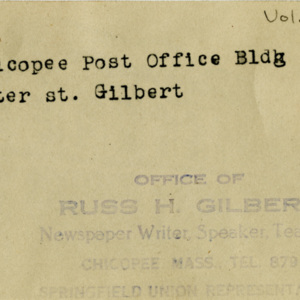 Vol.
icopee Post Office Bldg
ter st. Gilbert
OFFICE OF
RUSS H. GILBER
Newspaper Writer, Speaker, Tea
CHICOPEE MASS. TEL. 879
SPRINGFIELD UNION REPRESENTA